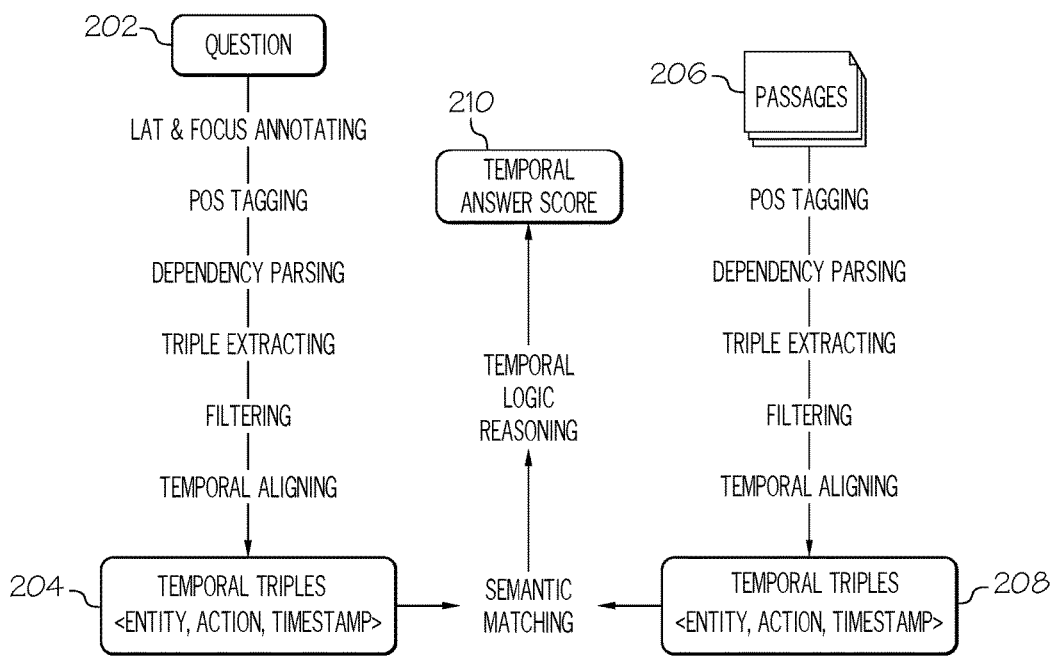 202
QUESTION
LAT & FOCUS ANNOTATING
POS TAGGING
DEPENDENCY PARSING
TRIPLE EXTRACTING
FILTERING
TEMPORAL ALIGNING
204
TEMPORAL TRIPLES
<ENTITY, ACTION, TIMESTAMP>
210
TEMPORAL
ANSWER SCORE
TEMPORAL
LOGIC
REASONING
SEMANTIC
MATCHING
206
PASSAGES
POS TAGGING
DEPENDENCY PARSING
TRIPLE EXTRACTING
FILTERING
TEMPORAL ALIGNING
TEMPORAL TRIPLES
<ENTITY, ACTION, TIMESTAMP>
208